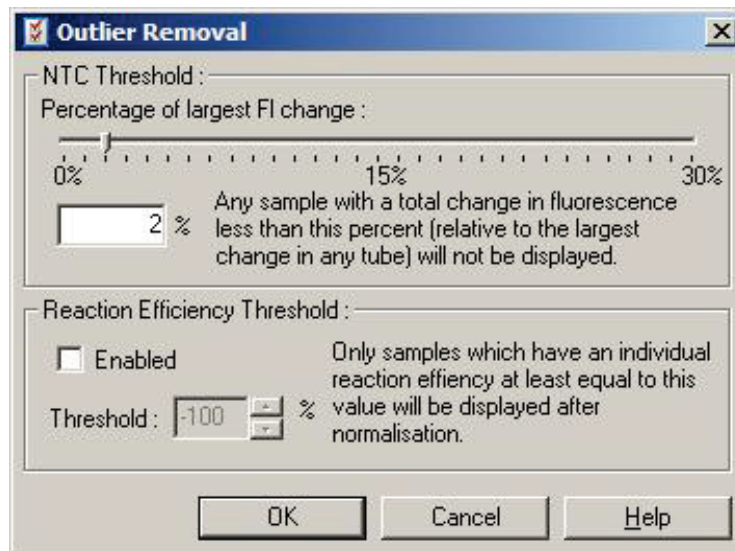 Outlier Removal
NTC Threshold :
Percentage of largest FI change :
0% 15% 30%
2 %
Any sample with a total change in fluorescence
less than this percent (relative to the largest
change in any tube) will not be displayed.
Reaction Efficiency Threshold :
Enabled
Threshold : -100 %
Only samples which have an individual
reaction effiency at least equal to this
value will be displayed after
normalisation.
OK Cancel Help